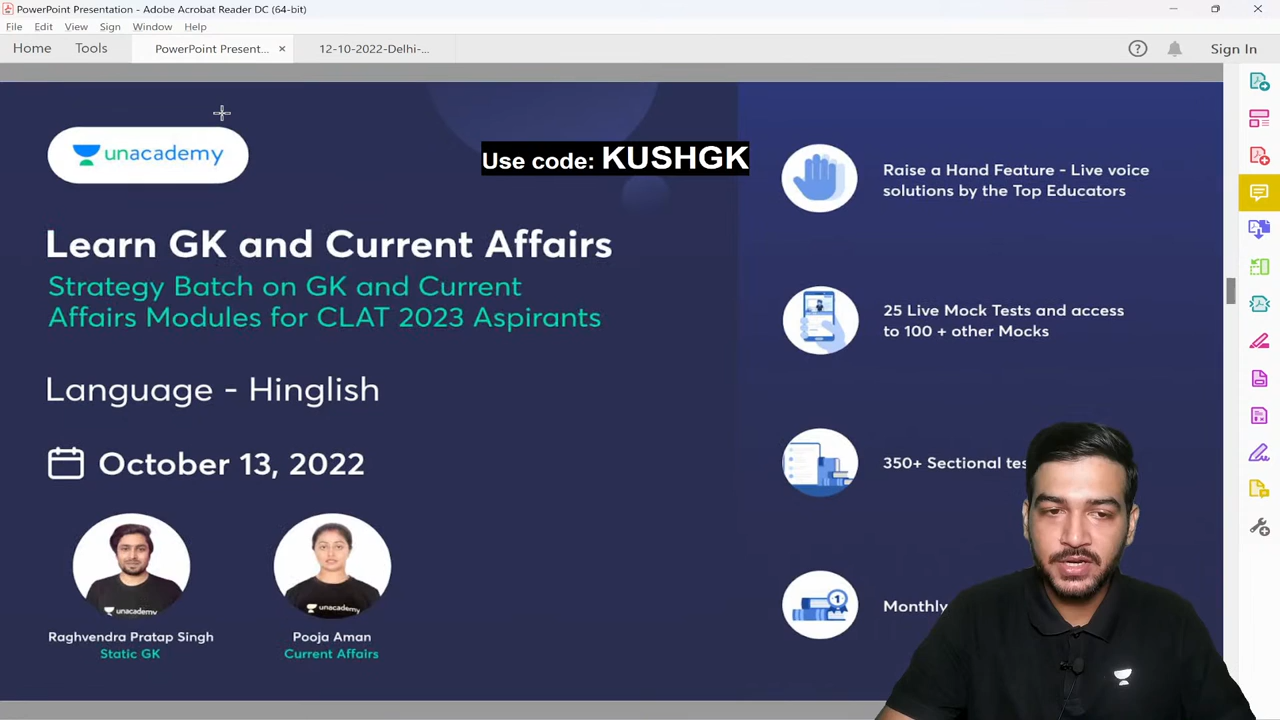 PowerPoint Presentation - Adobe Acrobat Reader DC (64-bit)
File Edit View Sign Window Help
Home Tools PowerPoint Present... × 12-10-2022-Delhi-... Sign In
unacademy
Use code: KUSHGK
Learn GK and Current Affairs
Strategy Batch on GK and Current
Affairs Modules for CLAT 2023 Aspirants
Language - Hinglish
October 13, 2022
unacademy
unacademy
Raghvendra Pratap Singh
Static GK
Pooja Aman
Current Affairs
Raise a Hand Feature - Live voice
solutions by the Top Educators
25 Live Mock Tests and access
to 100 + other Mocks
350+ Sectional
1
Monthly